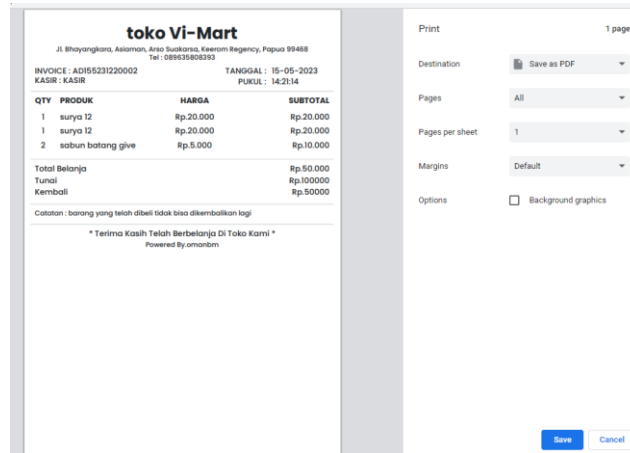 toko Vi-Mart
Jl. Bhayangkara, Asiaman, Arso Suakarsa, Keerom Regency, Papua 99468
Tel : 089635808393
INVOICE : AD155231220002 TANGGAL : 15-05-2023
KASIR : KASIR PUKUL : 14:21:14
QTY PRODUK HARGA SUBTOTAL
1 surya 12 Rp.20.000 Rp.20.000
1 surya 12 Rp.20.000 Rp.20.000
2 sabun batang give Rp.5.000 Rp.10.000
Total Belanja Rp.50.000
Tunai Rp.100000
Kembali Rp.50000
Catatan : barang yang telah dibeli tidak bisa dikembalikan lagi
* Terima Kasih Telah Berbelanja Di Toko Kami *
Powered By.omanbm
Print 1 page
Destination Save as PDF
Pages All
Pages per sheet 1
Margins Default
Options Background graphics
Save Cancel